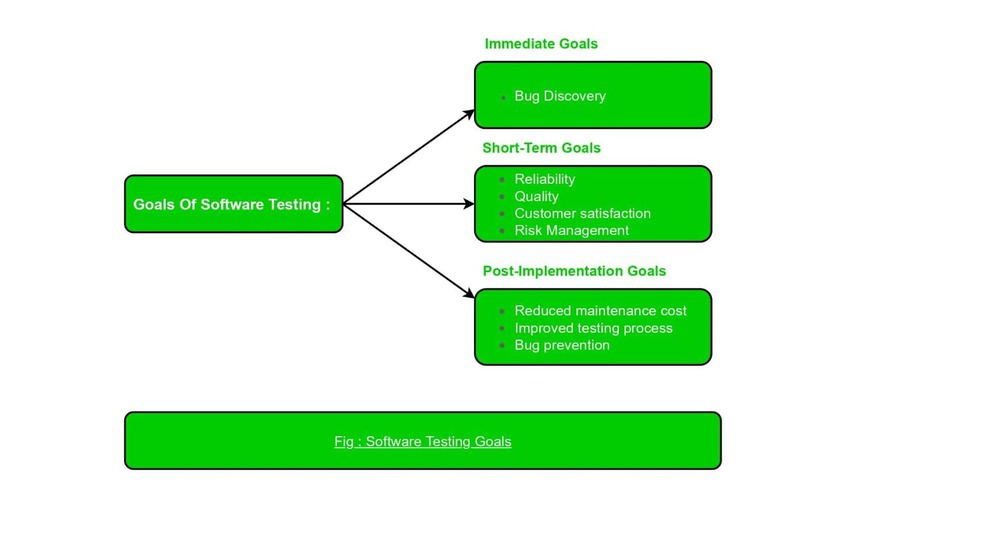 Immediate Goals
Bug Discovery
Short-Term Goals
Reliability
Quality
Customer satisfaction
Risk Management
Goals Of Software Testing :
Post-Implementation Goals
Reduced maintenance cost
Improved testing process
Bug prevention
Fig : Software Testing Goals